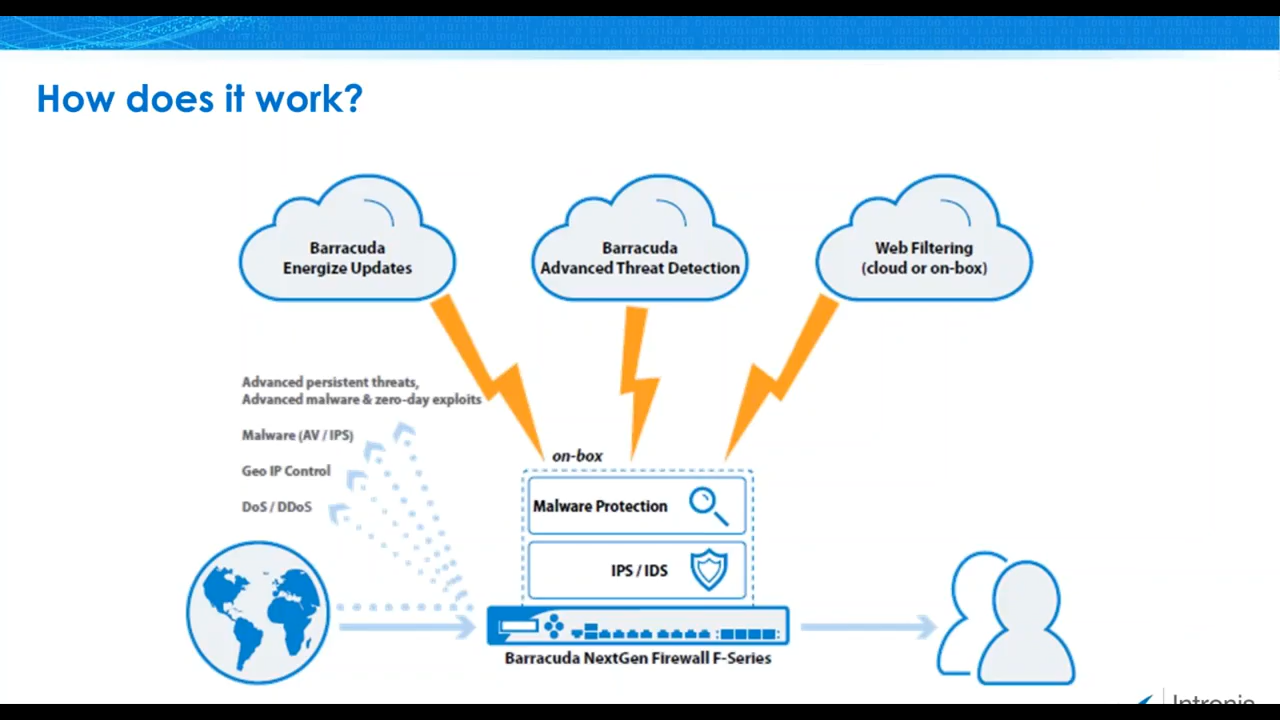 How does it work?
Barracuda
Energize Updates
Barracuda
Advanced Threat Detection
Web Filtering
(cloud or on-box)
Advanced persistent threats,
Advanced malware & zero-day exploits
Malware (AV / IPS)
Geo IP Control
DoS / DDoS
on-box
Malware Protection
IPS / IDS
Barracuda NextGen Firewall F-Series
Intronis